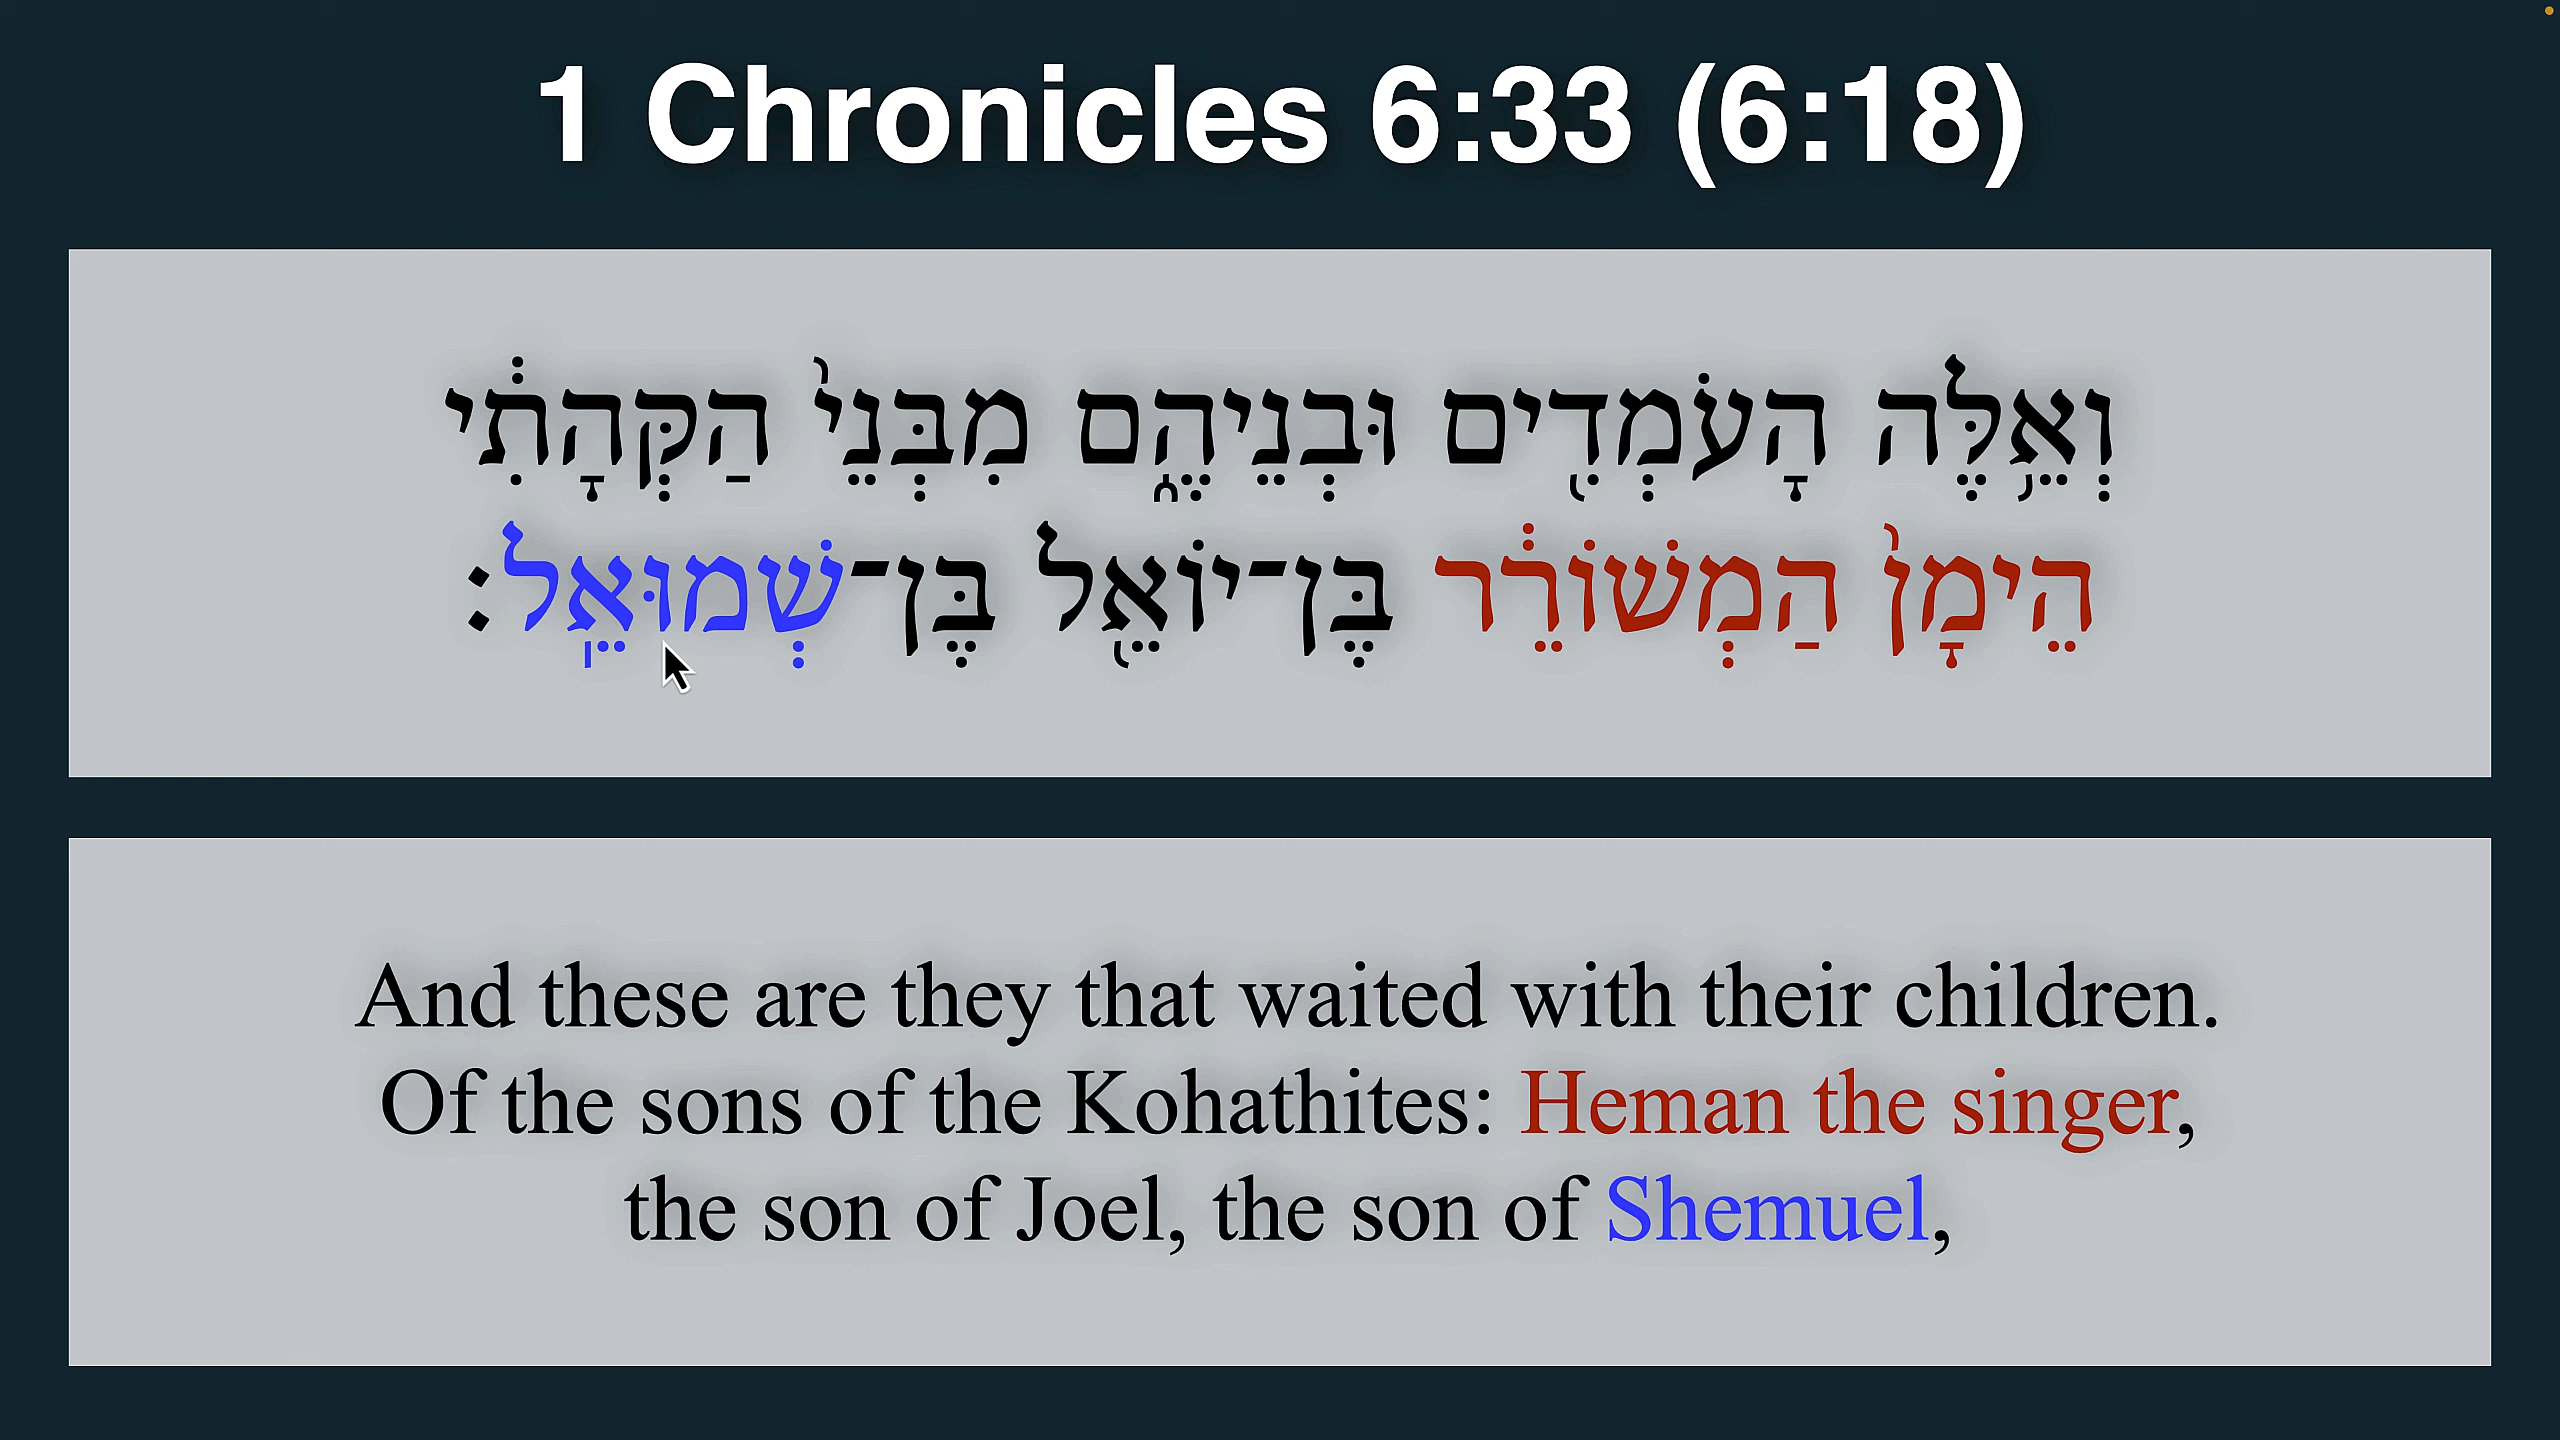 1 Chronicles 6:33 (6:18)
וְאֵ֥לֶּה הָעֹמְדִ֖ים וּבְנֵיהֶ֑ם מִבְּנֵי֙ הַקְּהָתִ֔י
הֵימָן֙ הַמְשׁוֹרֵ֔ר בֶּן־יוֹאֵ֖ל בֶּן־שְׁמוּאֵֽל׃
And these are they that waited with their children.
Of the sons of the Kohathites: Heman the singer,
the son of Joel, the son of Shemuel,